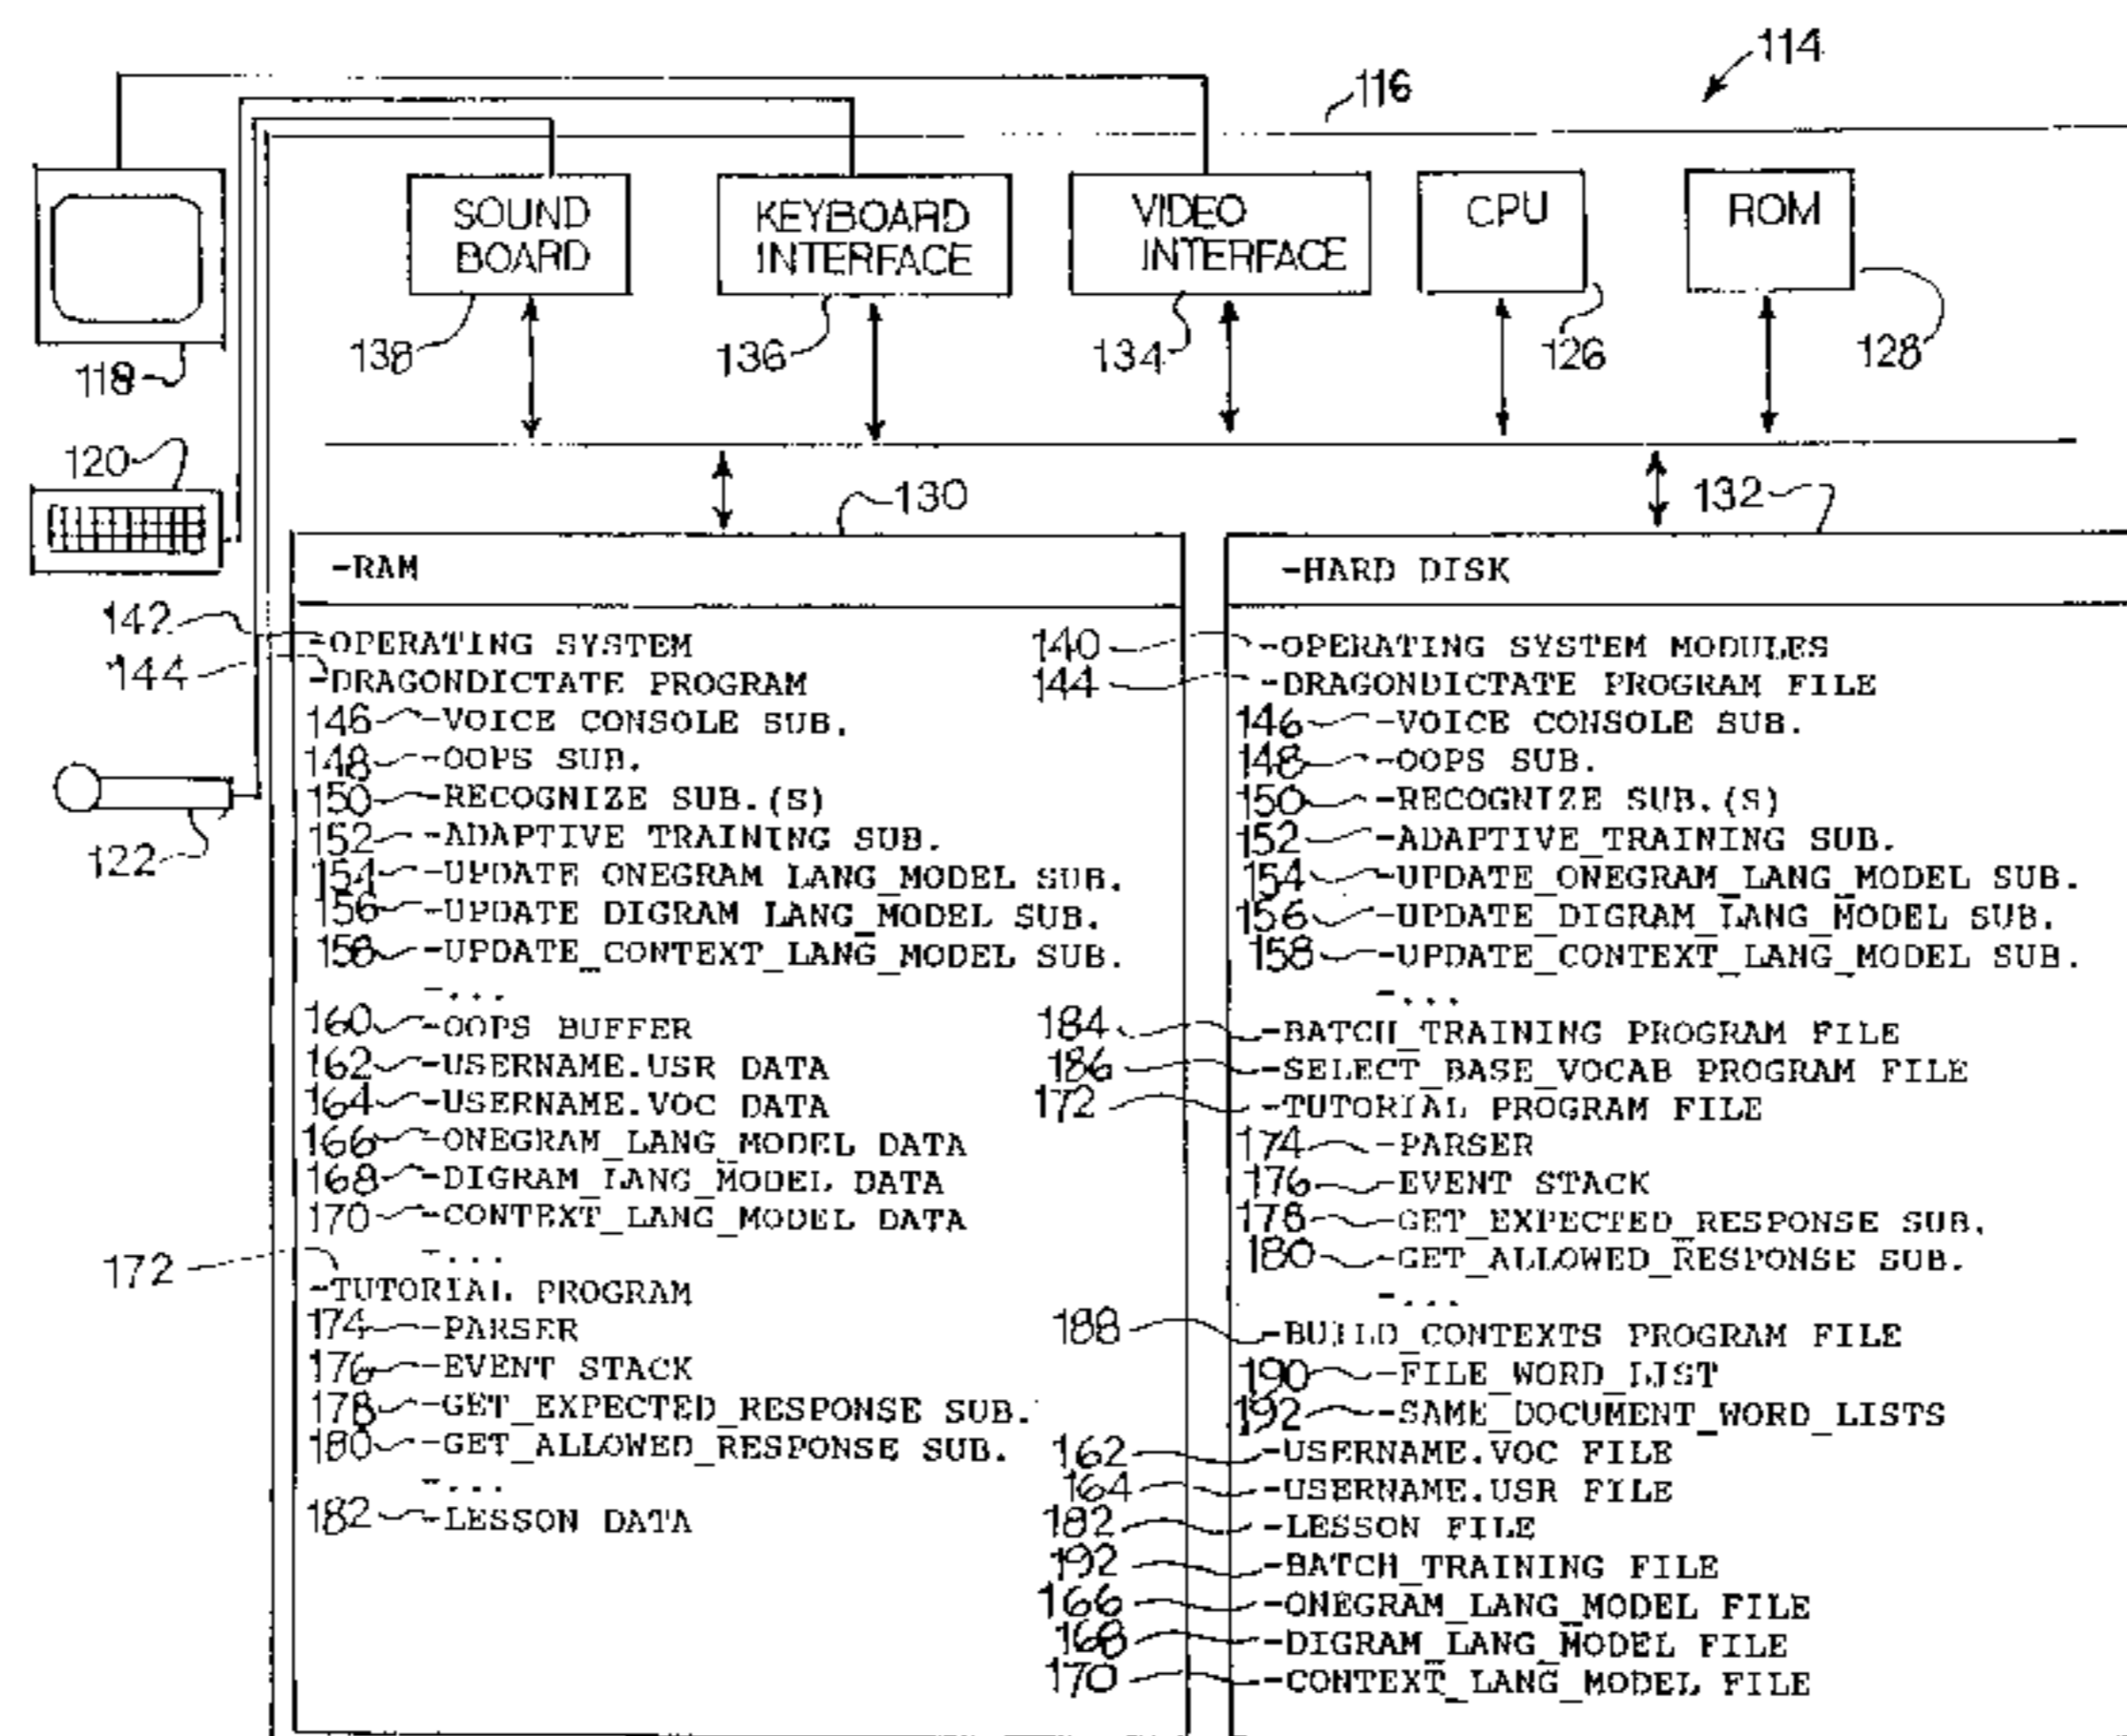 114
116
SOUND BOARD
KEYBOARD INTERFACE
VIDEO INTERFACE
CPU
ROM
138
136
134
126
128
118
120
130
132
-RAM
142 -OPERATING SYSTEM
144 -DRAGONDICTATE PROGRAM
146 -VOICE CONSOLE SUB.
148 -OOPS SUB.
150 -RECOGNIZE SUB.(S)
152 -ADAPTIVE TRAINING SUB.
122
154 -UPDATE ONEGRAM LANG_MODEL SUB.
156 -UPDATE DIGRAM LANG_MODEL SUB.
158 -UPDATE_CONTEXT_LANG_MODEL SUB.
-...
160 -OOPS BUFFER
162 -USERNAME.USR DATA
164 -USERNAME.VOC DATA
166 -ONEGRAM_LANG_MODEL DATA
168 -DIGRAM_LANG_MODEL DATA
170 -CONTEXT_LANG_MODEL DATA
-...
172 -TUTORIAL PROGRAM
174 -PARSER
176 -EVENT STACK
178 -GET_EXPECTED_RESPONSE SUB.
180 -GET_ALLOWED_RESPONSE SUB.
-...
182 -LESSON DATA
-HARD DISK
140 -OPERATING SYSTEM MODULES
144 -DRAGONDICTATE PROGRAM FILE
146 -VOICE CONSOLE SUB.
148 -OOPS SUB.
150 -RECOGNIZE SUB.(S)
152 -ADAPTIVE_TRAINING SUB.
154 -UPDATE_ONEGRAM_LANG_MODEL SUB.
156 -UPDATE_DIGRAM_LANG_MODEL SUB.
158 -UPDATE_CONTEXT_LANG_MODEL SUB.
-...
184 -BATCH_TRAINING PROGRAM FILE
186 -SELECT_BASE_VOCAB PROGRAM FILE
172 -TUTORIAL PROGRAM FILE
174 -PARSER
176 -EVENT STACK
178 -GET_EXPECTED_RESPONSE SUB.
180 -GET_ALLOWED_RESPONSE SUB.
-...
188 -BUILD_CONTEXTS PROGRAM FILE
190 -FILE_WORD_LIST
192 -SAME_DOCUMENT_WORD_LISTS
162 -USERNAME.VOC FILE
164 -USERNAME.USR FILE
182 -LESSON FILE
192 -BATCH_TRAINING FILE
166 -ONEGRAM_LANG_MODEL FILE
168 -DIGRAM_LANG_MODEL FILE
170 -CONTEXT_LANG_MODEL FILE